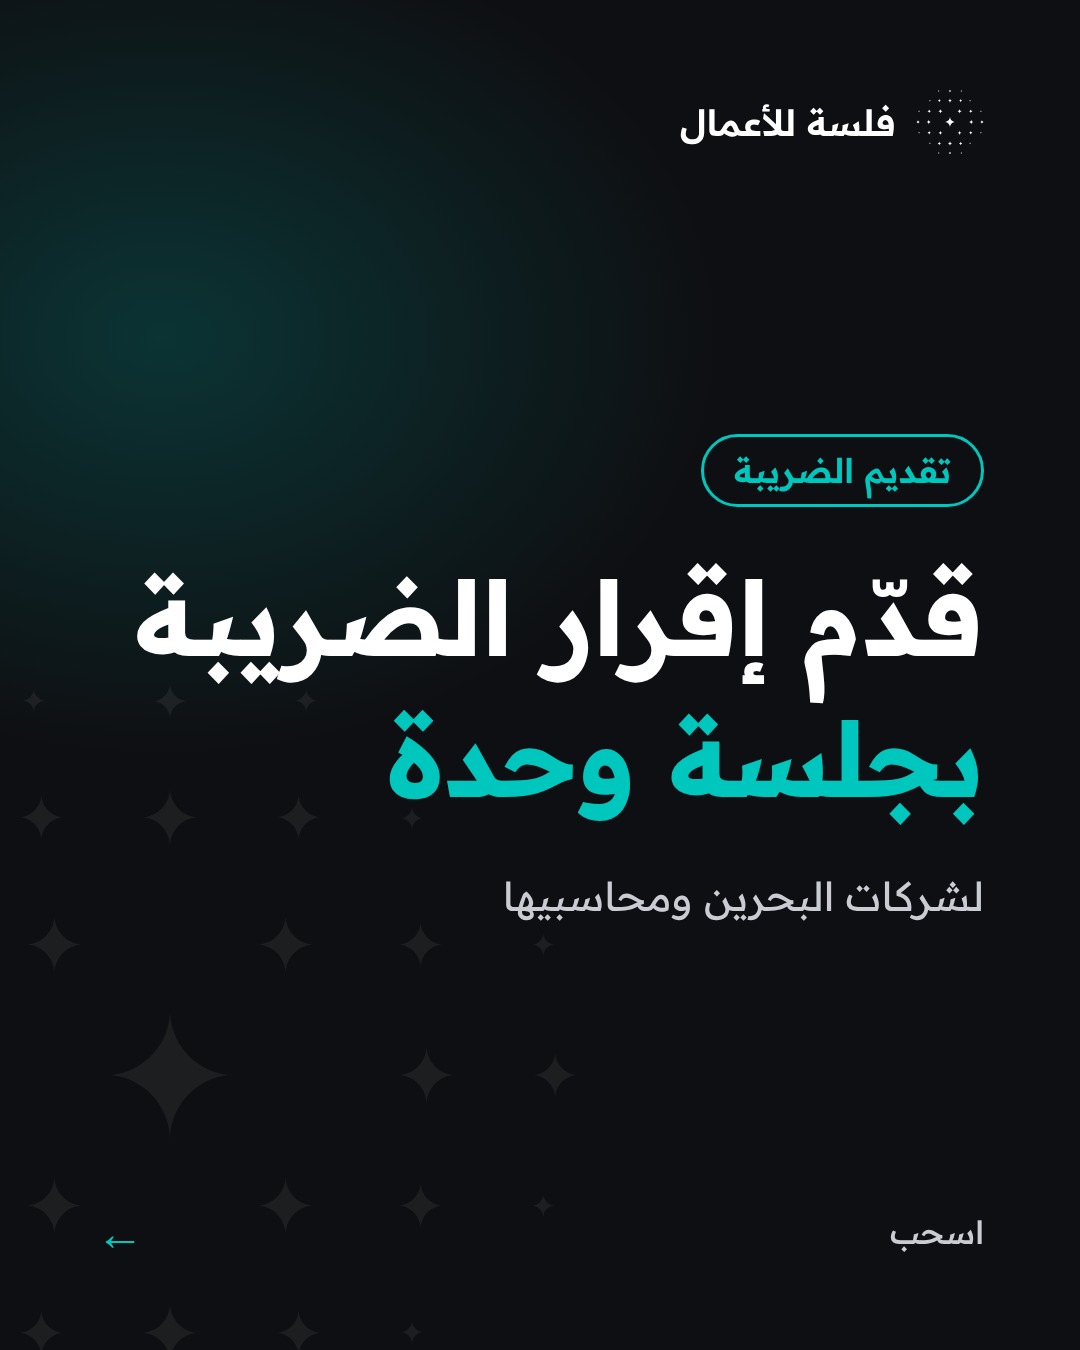 فلسة للأعمال
تقديم الضريبة
قدّم إقرار الضريبة
بجلسة وحدة
لشركات البحرين ومحاسبيها
اسحب ←